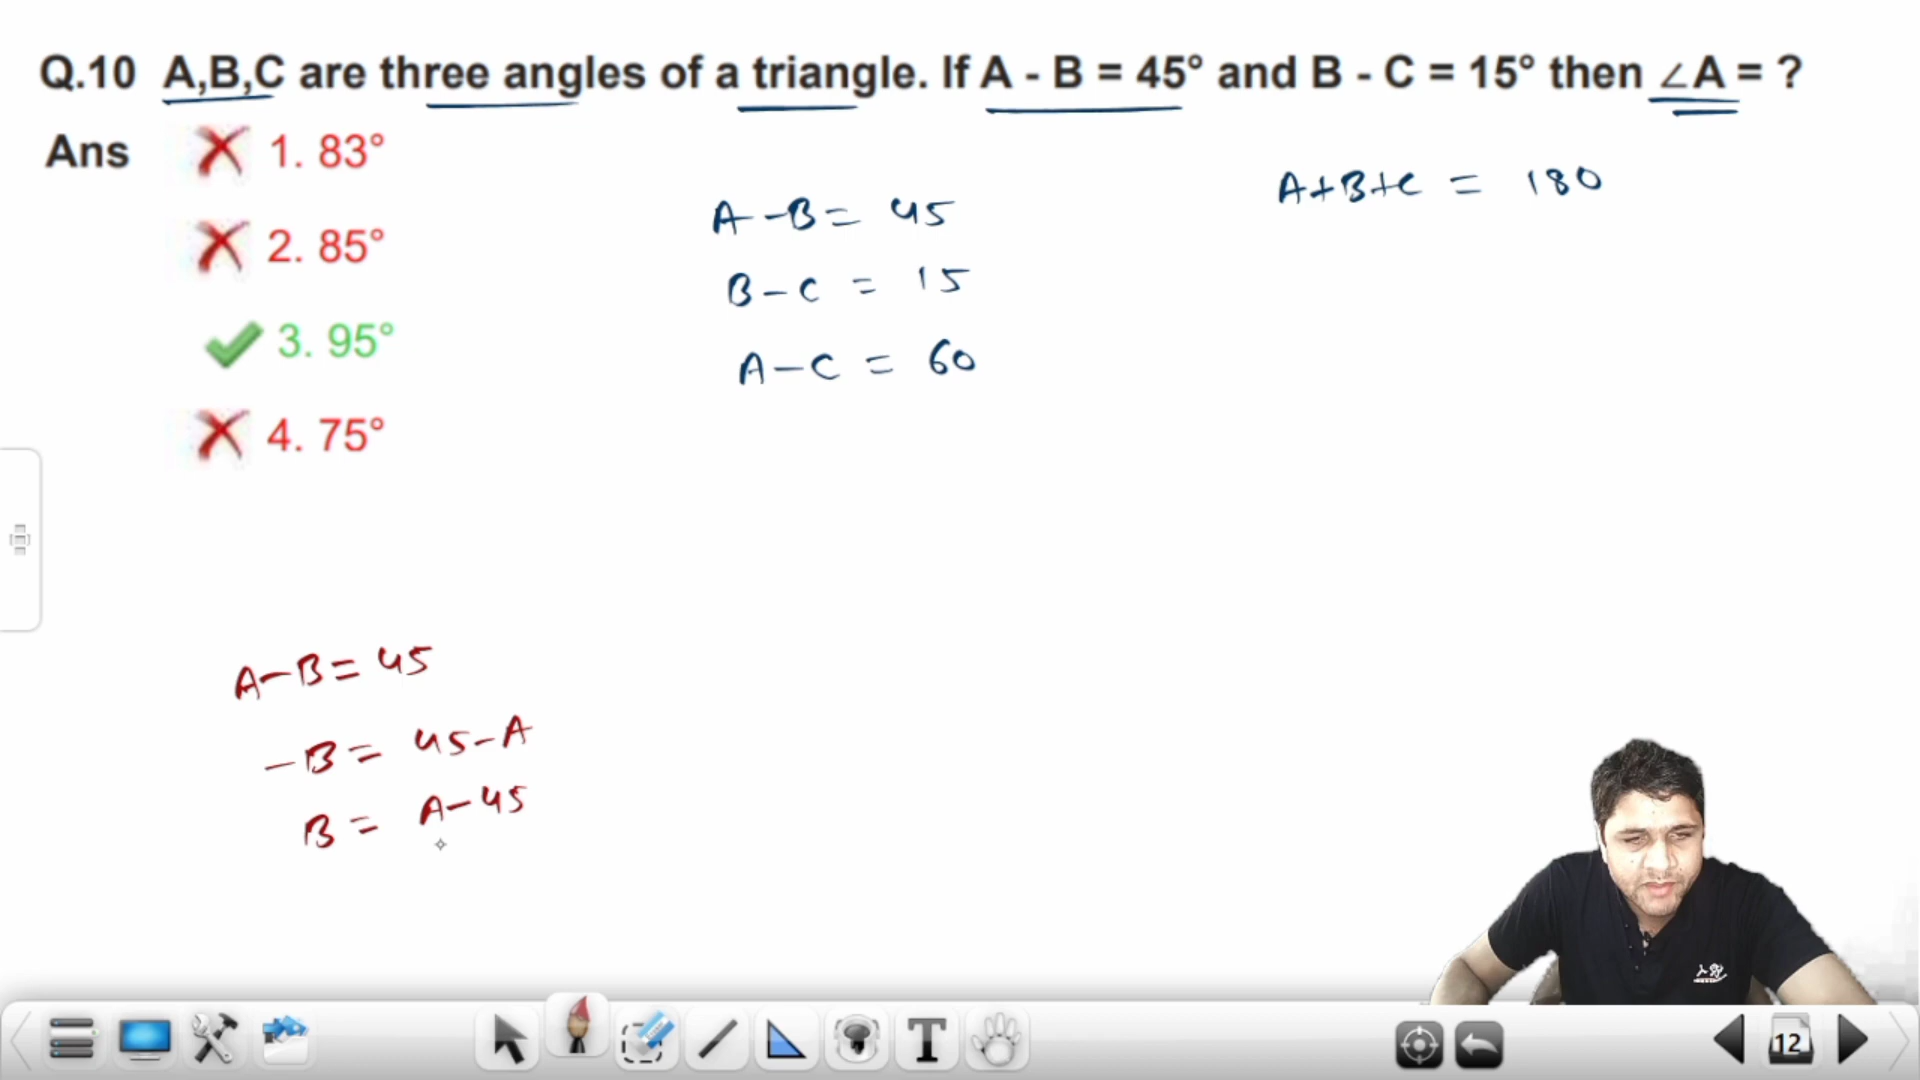 Q.10 A,B,C are three angles of a triangle. If A - B = 45° and B - C = 15° then ∠A = ?
Ans
1. 83°
2. 85°
3. 95°
4. 75°
A-B= 45
B-C = 15
A-C = 60
A+B+C = 180
A-B= 45
-B= 45-A
B= A-45
T
12